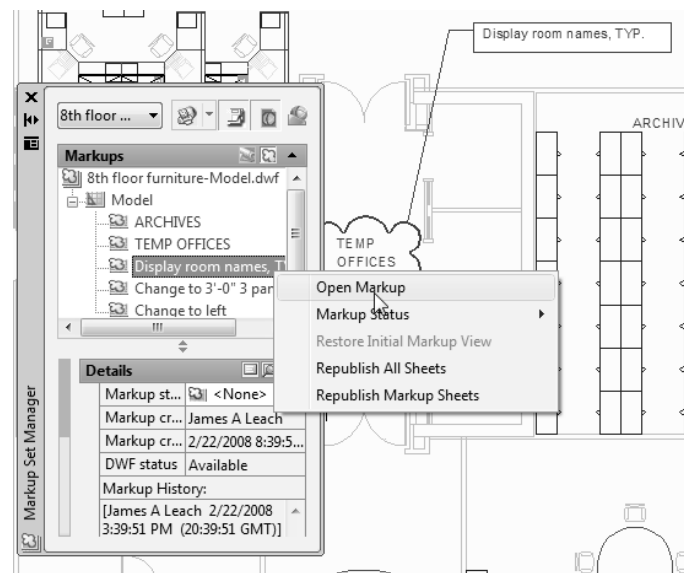 Display room names, TYP.
8th floor ...
ARCHIV
Markups
8th floor furniture-Model.dwf
Model
ARCHIVES
TEMP OFFICES
Display room names, T
Change to 3'-0" 3 pan
Change to left
TEMP
OFFICES
Open Markup
Markup Status
Restore Initial Markup View
Republish All Sheets
Republish Markup Sheets
Details
Markup st... <None>
Markup cr... James A Leach
Markup cr... 2/22/2008 8:39:5...
DWF status Available
Markup History:
[James A Leach 2/22/2008
3:39:51 PM (20:39:51 GMT)]
Markup Set Manager